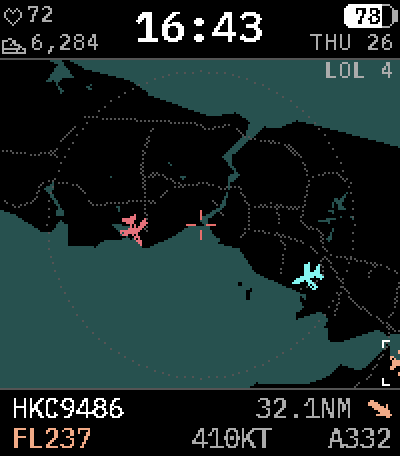 72
16:43
78
6,284
THU 26
LOL 4
HKC9486
32.1NM
FL237
410KT
A332